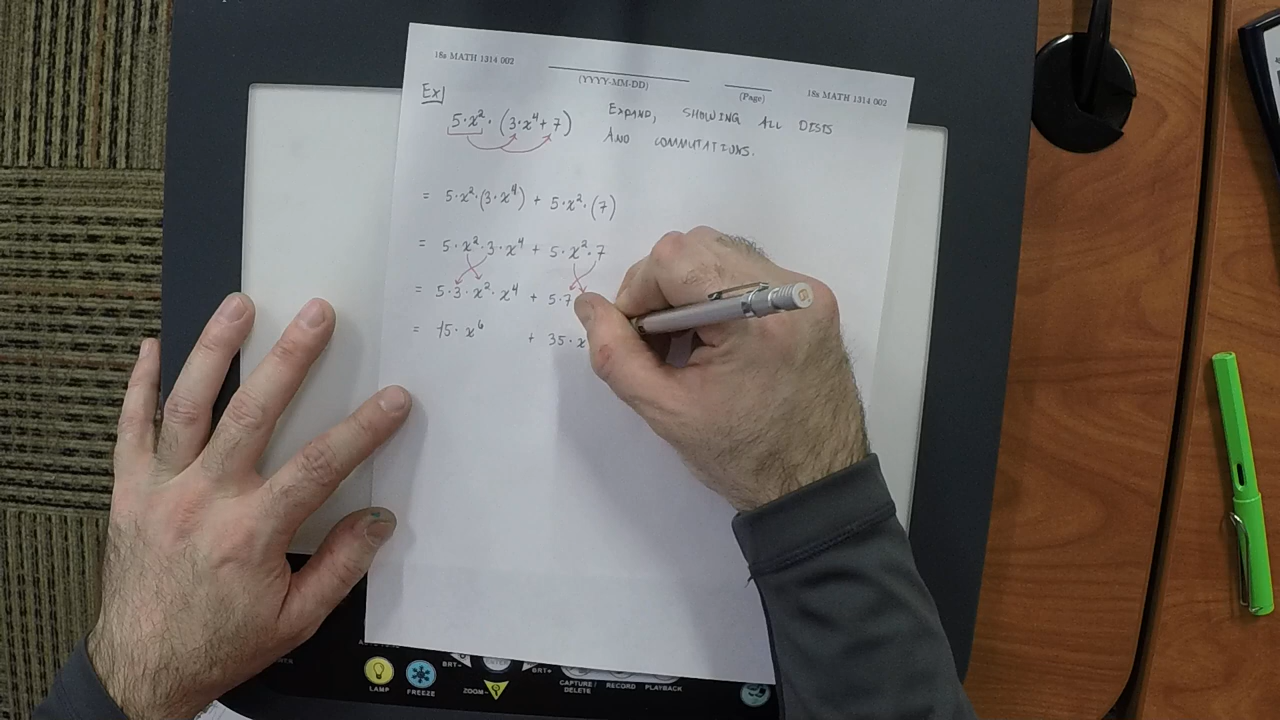 18s MATH 1314 002
(YYYY-MM-DD)
(Page)
18s MATH 1314 002
Ex|
5·x²·(3·x⁴+7)
EXPAND, SHOWING ALL DISTS
AND COMMUTATIONS.
= 5·x²·(3·x⁴) + 5·x²·(7)
= 5·x²·3·x⁴ + 5·x²·7
= 5·3·x²·x⁴ + 5·7
= 15·x⁶ + 35·x
BRT-
BRT+
LAMP
FREEZE
ZOOM-
CAPTURE/
DELETE
RECORD
PLAYBACK